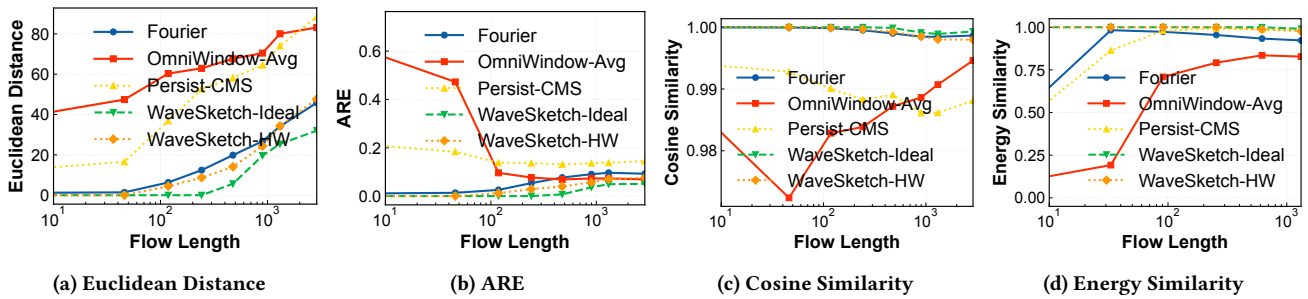 Euclidean Distance
80
60
40
20
0
10^1
10^2
10^3
Flow Length
Fourier
OmniWindow-Avg
Persist-CMS
WaveSketch-Ideal
WaveSketch-HW
(a) Euclidean Distance
ARE
0.6
0.4
0.2
0.0
10^1
10^2
10^3
Flow Length
Fourier
OmniWindow-Avg
Persist-CMS
WaveSketch-Ideal
WaveSketch-HW
(b) ARE
Cosine Similarity
1.00
0.99
0.98
10^1
10^2
10^3
Flow Length
Fourier
OmniWindow-Avg
Persist-CMS
WaveSketch-Ideal
WaveSketch-HW
(c) Cosine Similarity
Energy Similarity
1.00
0.75
0.50
0.25
0.00
10^1
10^2
10^3
Flow Length
Fourier
OmniWindow-Avg
Persist-CMS
WaveSketch-Ideal
WaveSketch-HW
(d) Energy Similarity